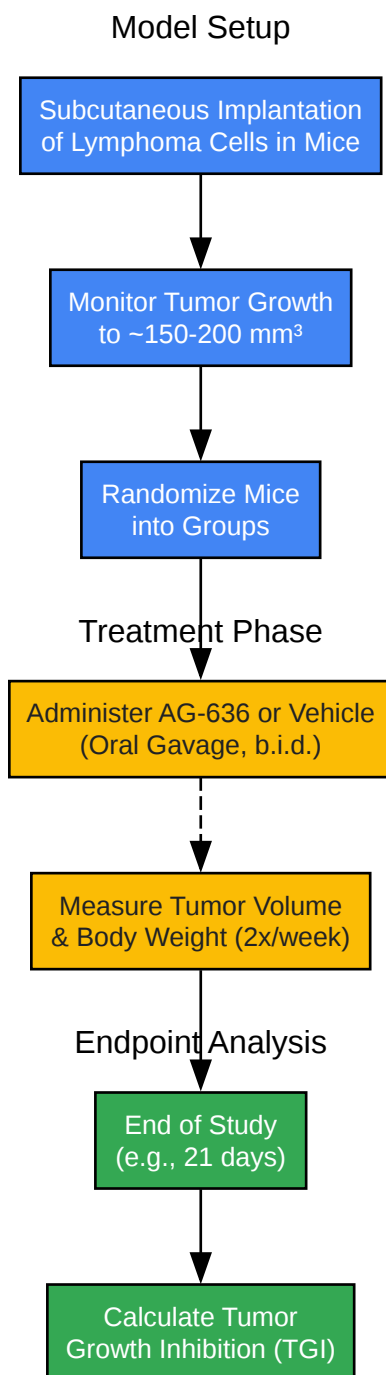 Model Setup
Subcutaneous Implantation
of Lymphoma Cells in Mice
Monitor Tumor Growth
to ~150-200 mm³
Randomize Mice
into Groups
Treatment Phase
Administer AG-636 or Vehicle
(Oral Gavage, b.i.d.)
Measure Tumor Volume
& Body Weight (2x/week)
Endpoint Analysis
End of Study
(e.g., 21 days)
Calculate Tumor
Growth Inhibition (TGI)